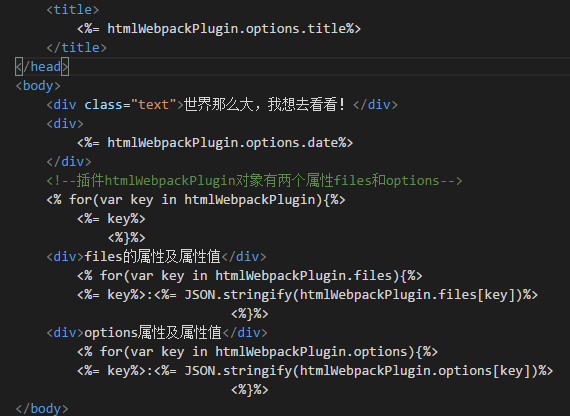 <title>
<%= htmlWebpackPlugin.options.title%>
</title>
</head>
<body>
<div class="text">世界那么大，我想去看看！</div>
<div>
<%= htmlWebpackPlugin.options.date%>
</div>
<!--插件htmlWebpackPlugin对象有两个属性files和options-->
<% for(var key in htmlWebpackPlugin){%>
<%= key%>
<%}%>
<div>files的属性及属性值</div>
<% for(var key in htmlWebpackPlugin.files){%>
<%= key%>:<%= JSON.stringify(htmlWebpackPlugin.files[key])%>
<%}%>
<div>options属性及属性值</div>
<% for(var key in htmlWebpackPlugin.options){%>
<%= key%>:<%= JSON.stringify(htmlWebpackPlugin.options[key])%>
<%}%>
</body>